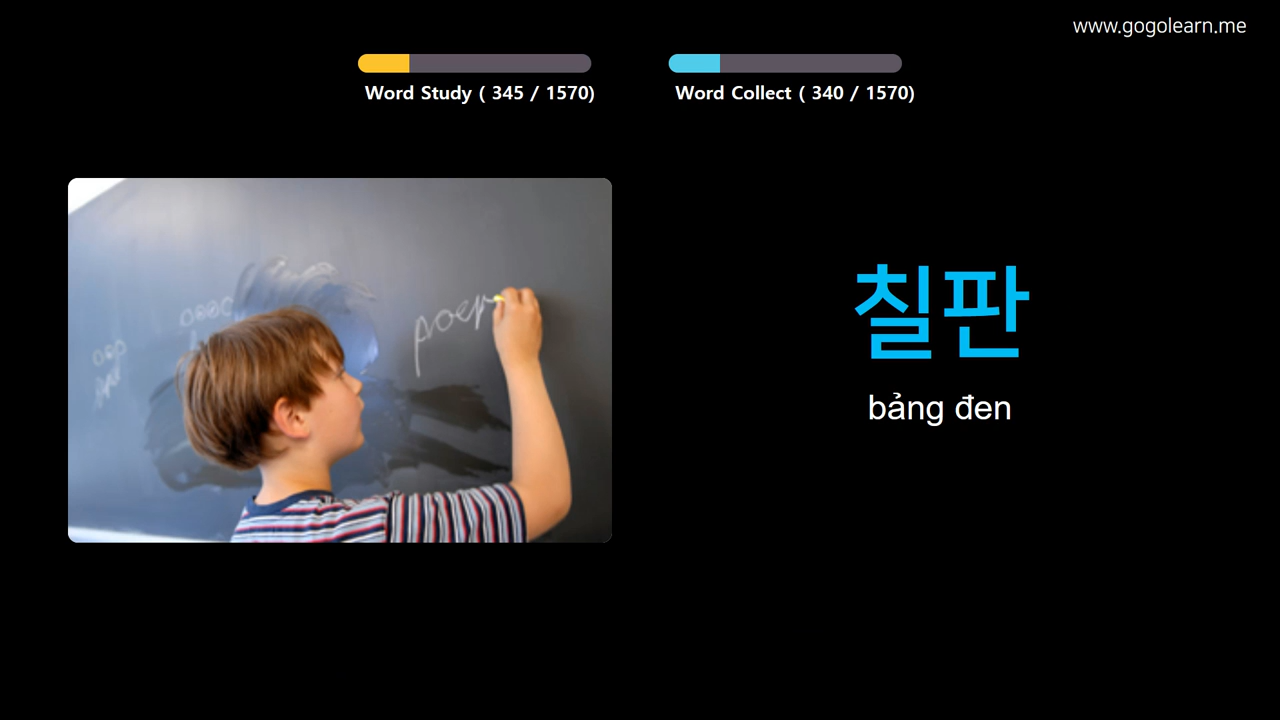 www.gogolearn.me
Word Study ( 345 / 1570)
Word Collect ( 340 / 1570)
칠판
bảng đen